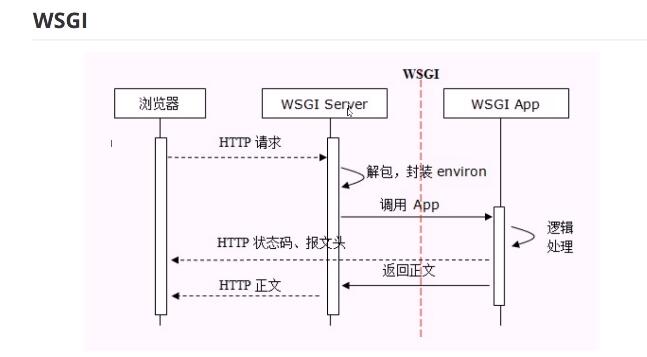 WSGI
WSGI
浏览器
WSGI Server
WSGI App
HTTP 请求
解包，封装 environ
调用 App
逻辑
处理
HTTP 状态码、报文头
返回正文
HTTP 正文